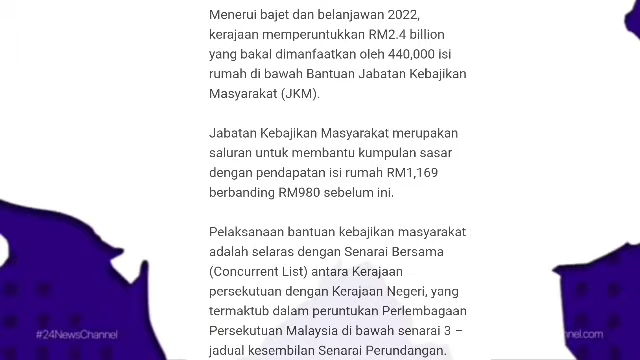 Menerui bajet dan belanjawan 2022,
kerajaan memperuntukkan RM2.4 billion
yang bakal dimanfaatkan oleh 440,000 isi
rumah di bawah Bantuan Jabatan Kebajikan
Masyarakat (JKM).
Jabatan Kebajikan Masyarakat merupakan
saluran untuk membantu kumpulan sasar
dengan pendapatan isi rumah RM1,169
berbanding RM980 sebelum ini.
Pelaksanaan bantuan kebajikan masyarakat
adalah selaras dengan Senarai Bersama
(Concurrent List) antara Kerajaan
persekutuan dengan Kerajaan Negeri, yang
termaktub dalam peruntukan Perlembagaan
Persekutuan Malaysia di bawah senarai 3 –
jadual kesembilan Senarai Perundangan.
#24NewsChannel